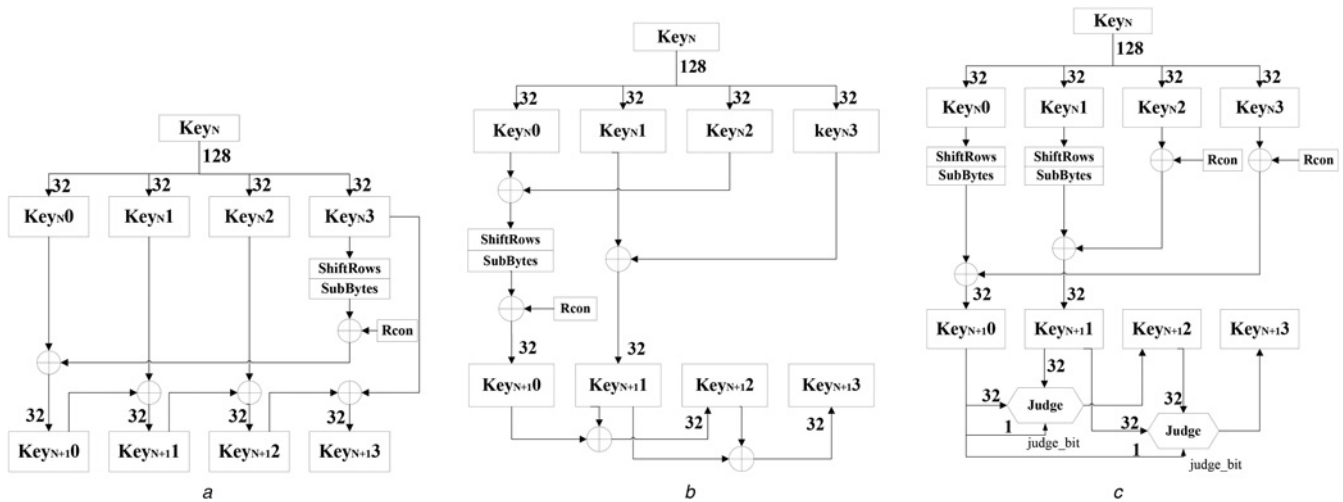 KeyN
128
32 32 32 32
KeyN0 KeyN1 KeyN2 KeyN3
ShiftRows
SubBytes
Rcon
32 32 32 32
KeyN+10 KeyN+11 KeyN+12 KeyN+13
a
KeyN
128
32 32 32 32
KeyN0 KeyN1 KeyN2 keyN3
ShiftRows
SubBytes
Rcon
32 32
KeyN+10 KeyN+11 KeyN+12 KeyN+13
32 32
b
KeyN
128
32 32 32 32
KeyN0 KeyN1 KeyN2 KeyN3
ShiftRows ShiftRows Rcon Rcon
SubBytes SubBytes
32 32
KeyN+10 KeyN+11 KeyN+12 KeyN+13
32
32 Judge 32
32 Judge
1
judge_bit
1
judge_bit
c